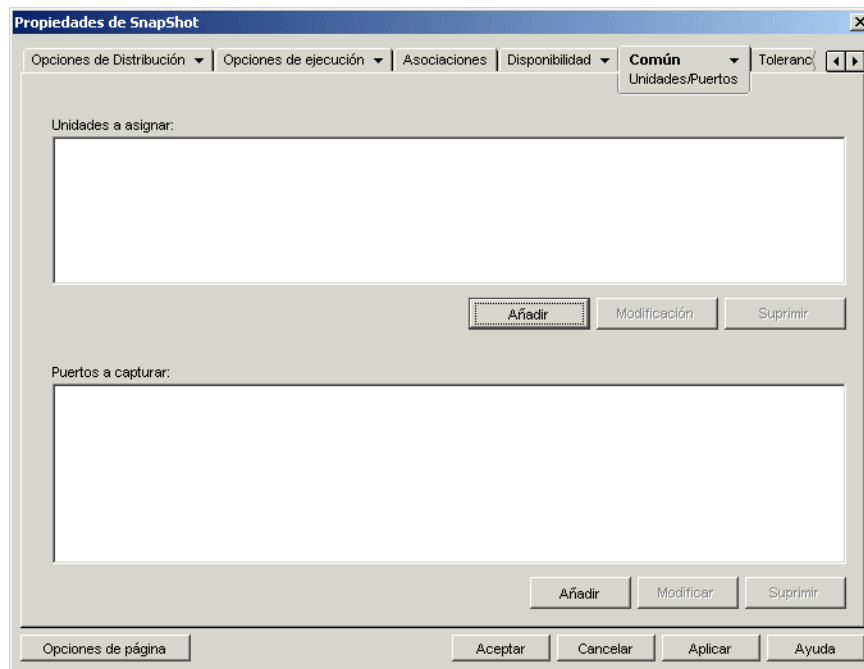 Propiedades de SnapShot
Opciones de Distribución Opciones de ejecución Asociaciones Disponibilidad Común Toleranc
Unidades/Puertos
Unidades a asignar:
Añadir Modificación Suprimir
Puertos a capturar:
Añadir Modificar Suprimir
Opciones de página Aceptar Cancelar Aplicar Ayuda